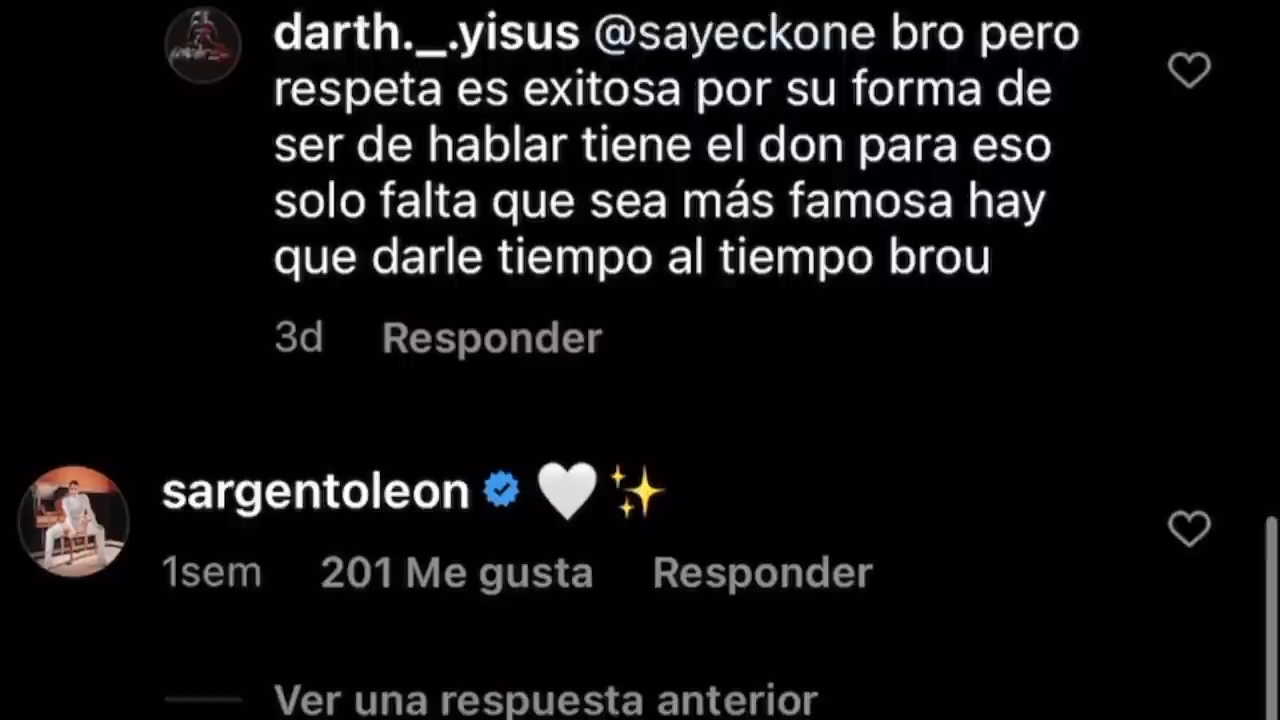 darth._.yisus @sayeckone bro pero
respeta es exitosa por su forma de
ser de hablar tiene el don para eso
solo falta que sea más famosa hay
que darle tiempo al tiempo brou
3d Responder
sargentoleon 🤍✨
1sem 201 Me gusta Responder
Ver una respuesta anterior